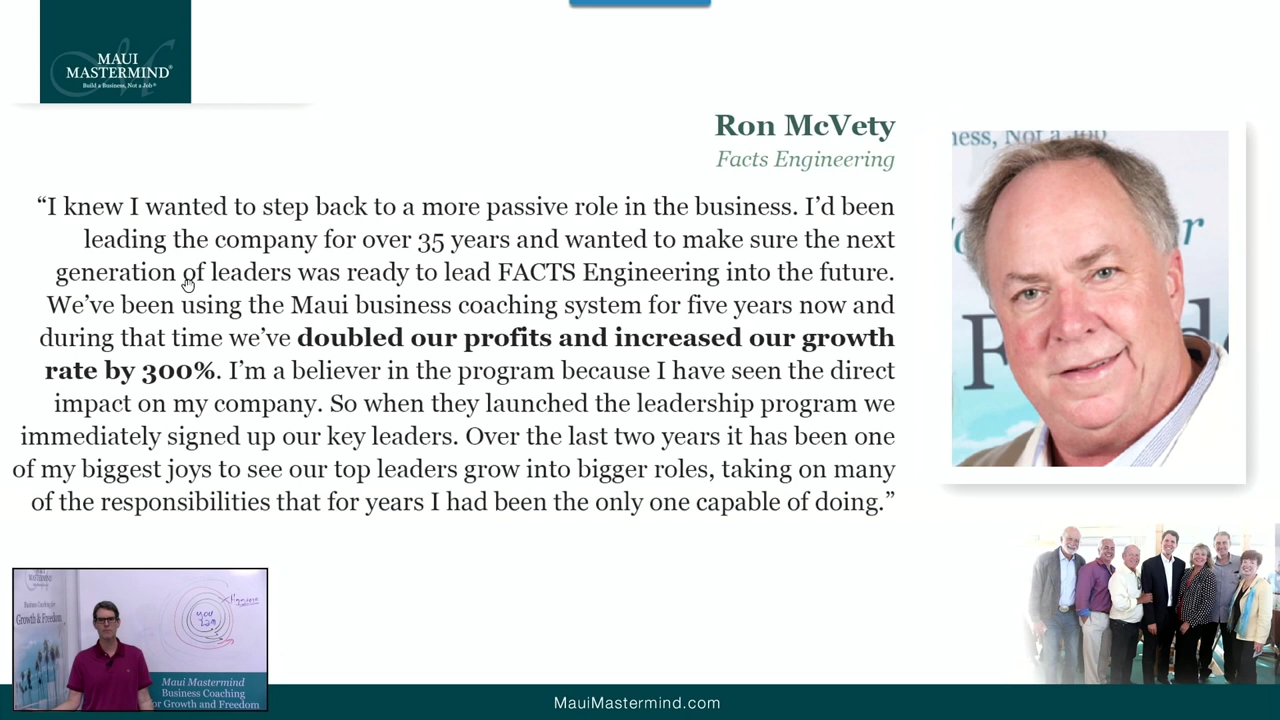 MAUI
MASTERMIND®
Build a Business, Not a Job®
Ron McVety
Facts Engineering
ness, Not a Job
“I knew I wanted to step back to a more passive role in the business. I’d been
leading the company for over 35 years and wanted to make sure the next
generation of leaders was ready to lead FACTS Engineering into the future.
We’ve been using the Maui business coaching system for five years now and
during that time we’ve doubled our profits and increased our growth
rate by 300%. I’m a believer in the program because I have seen the direct
impact on my company. So when they launched the leadership program we
immediately signed up our key leaders. Over the last two years it has been one
of my biggest joys to see our top leaders grow into bigger roles, taking on many
of the responsibilities that for years I had been the only one capable of doing.”
MAUI
MASTERMIND
Business Coaching for
Growth & Freedom
you
Maui Mastermind
Business Coaching
or Growth and Freedom
MauiMastermind.com